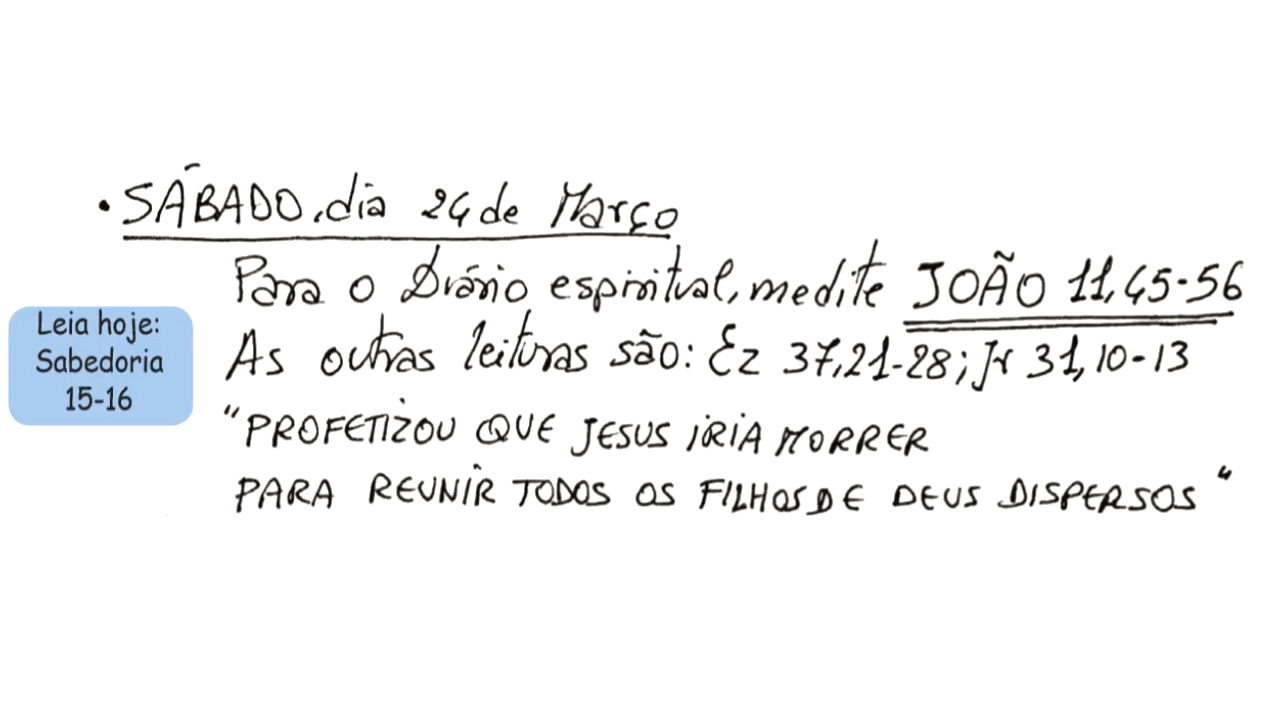 • SÁBADO, dia 24 de Março
Para o Diário espiritual, medite JOÃO 11,45-56
Leia hoje:
Sabedoria
15-16
As outras leituras são: Ez 37,21-28; Jr 31,10-13
"PROFETIZOU QUE JESUS IRIA MORRER
PARA REUNIR TODOS OS FILHOS DE DEUS DISPERSOS"